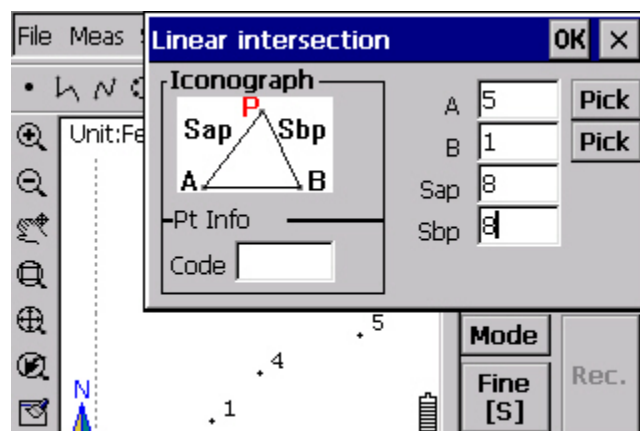 File Meas
Linear intersection
OK
Iconograph
P
Sap
Sbp
A
B
Pt Info
Code
A 5 Pick
B 1 Pick
Sap 8
Sbp 8
Unit:Fe
5
4
1
N
Mode
Fine
[S]
Rec.